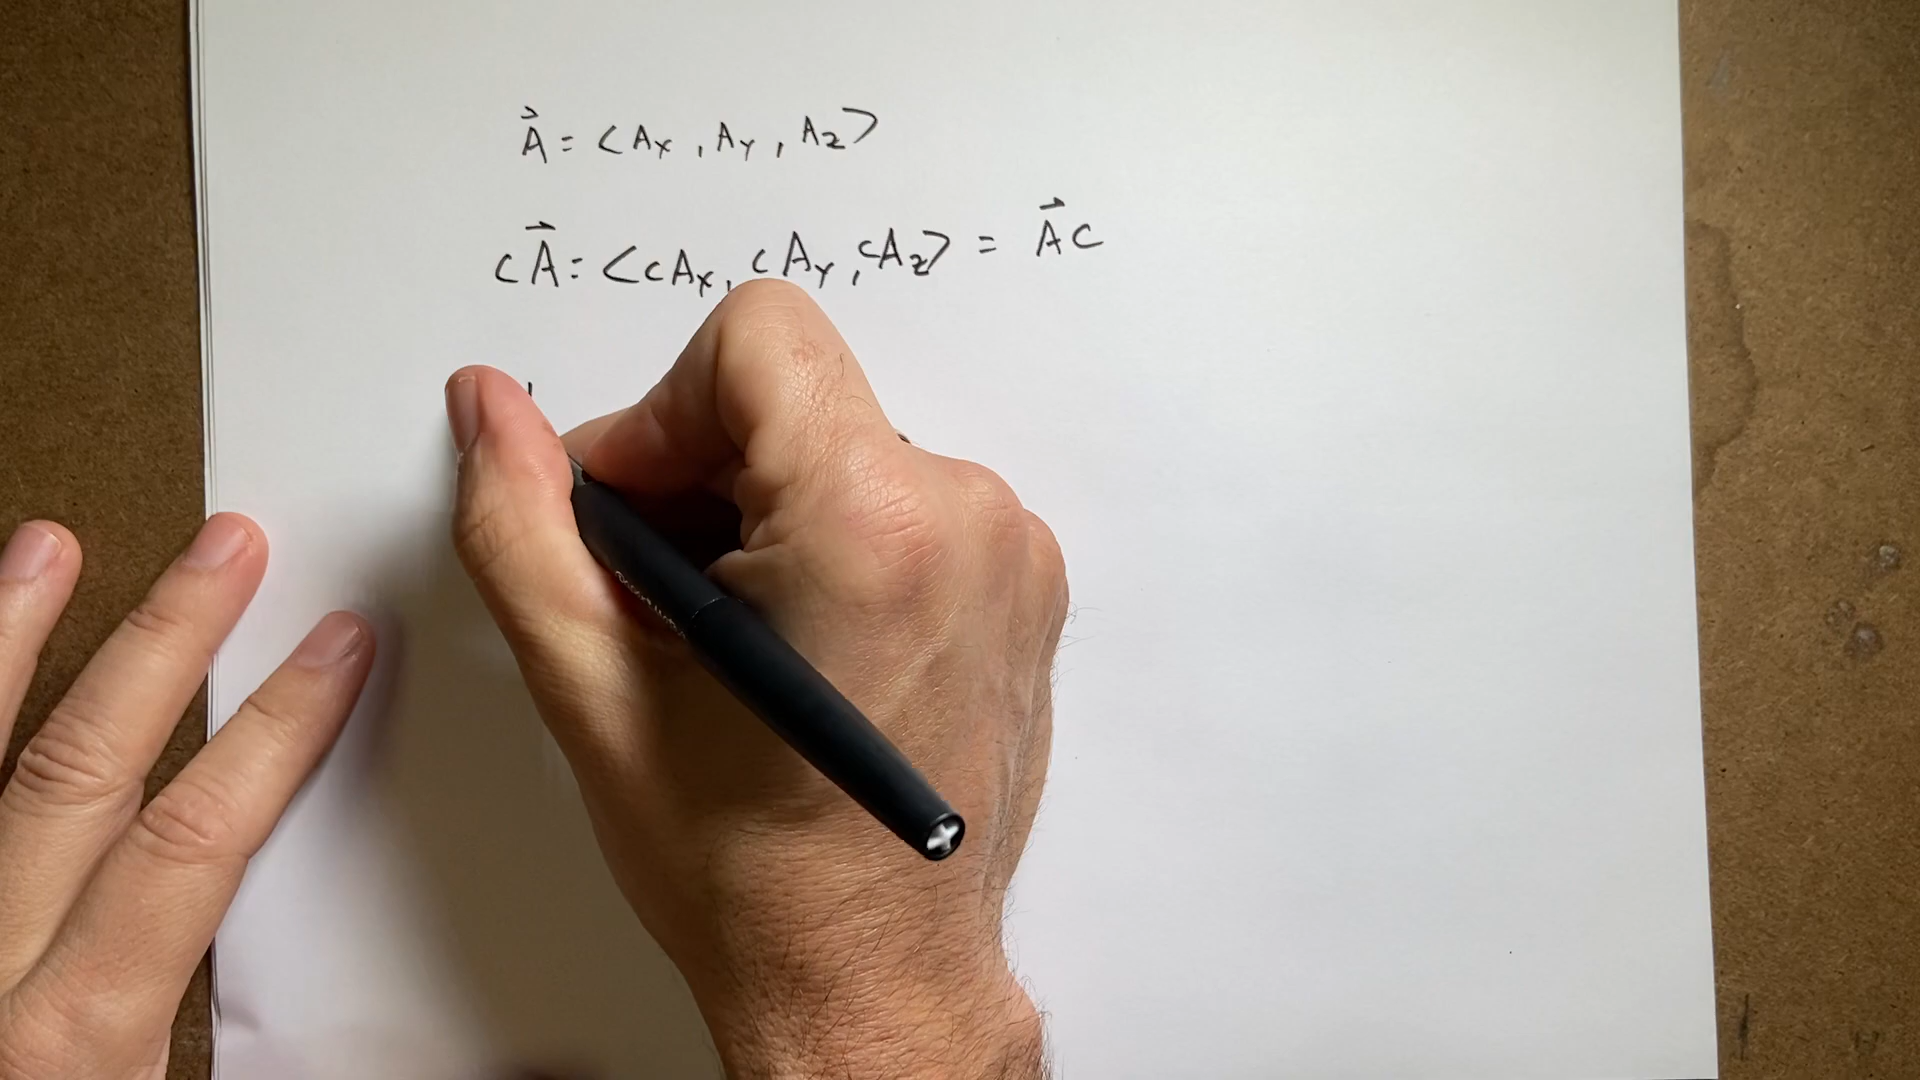 A⃗ = <Ax , Ay , Az>
cA⃗ = <cAx, cAy, cAz> = A⃗c